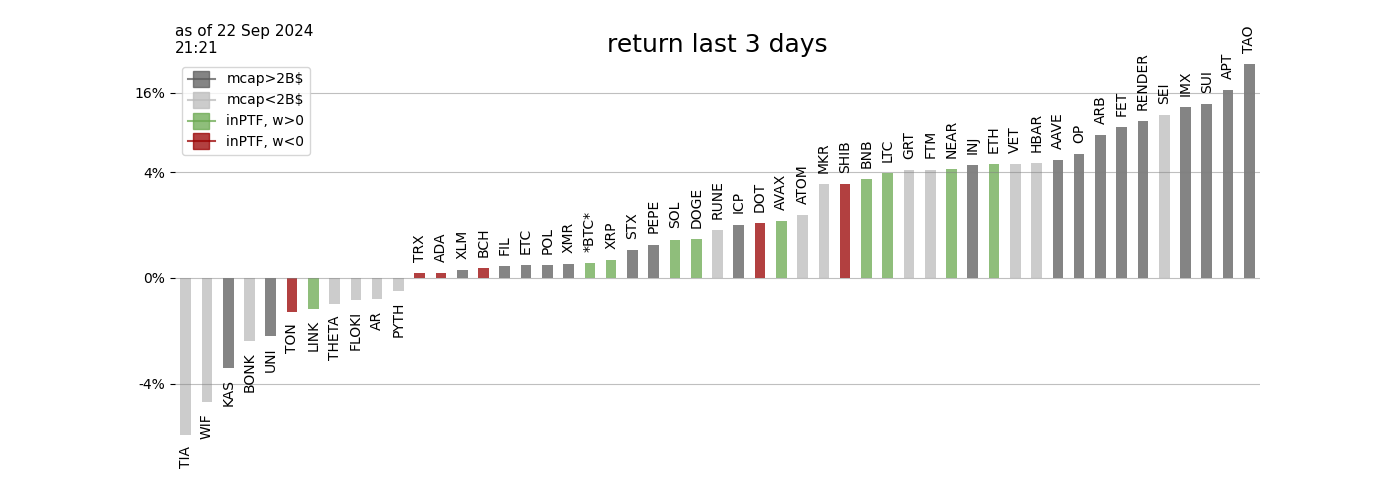 as of 22 Sep 2024
21:21
return last 3 days
mcap>2B$
mcap<2B$
inPTF, w>0
inPTF, w<0
16%
4%
0%
-4%
TIA
WIF
KAS
BONK
UNI
TON
LINK
THETA
FLOKI
AR
PYTH
TRX
ADA
XLM
BCH
FIL
ETC
POL
XMR
*BTC*
XRP
STX
PEPE
SOL
DOGE
RUNE
ICP
DOT
AVAX
ATOM
MKR
SHIB
BNB
LTC
GRT
FTM
NEAR
INJ
ETH
VET
HBAR
AAVE
OP
ARB
FET
RENDER
SEI
IMX
SUI
APT
TAO